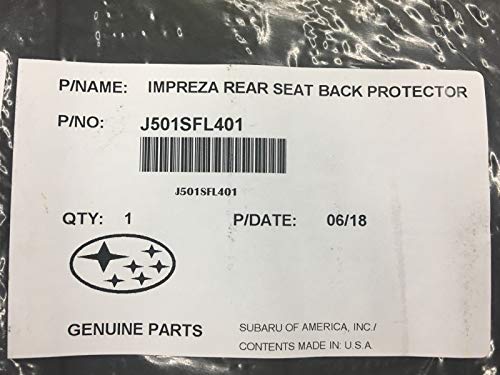 P/NAME: IMPREZA REAR SEAT BACK PROTECTOR
P/NO: J501SFL401
J501SFL401
QTY: 1 P/DATE: 06/18
GENUINE PARTS
SUBARU OF AMERICA, INC./
CONTENTS MADE IN: U.S.A.